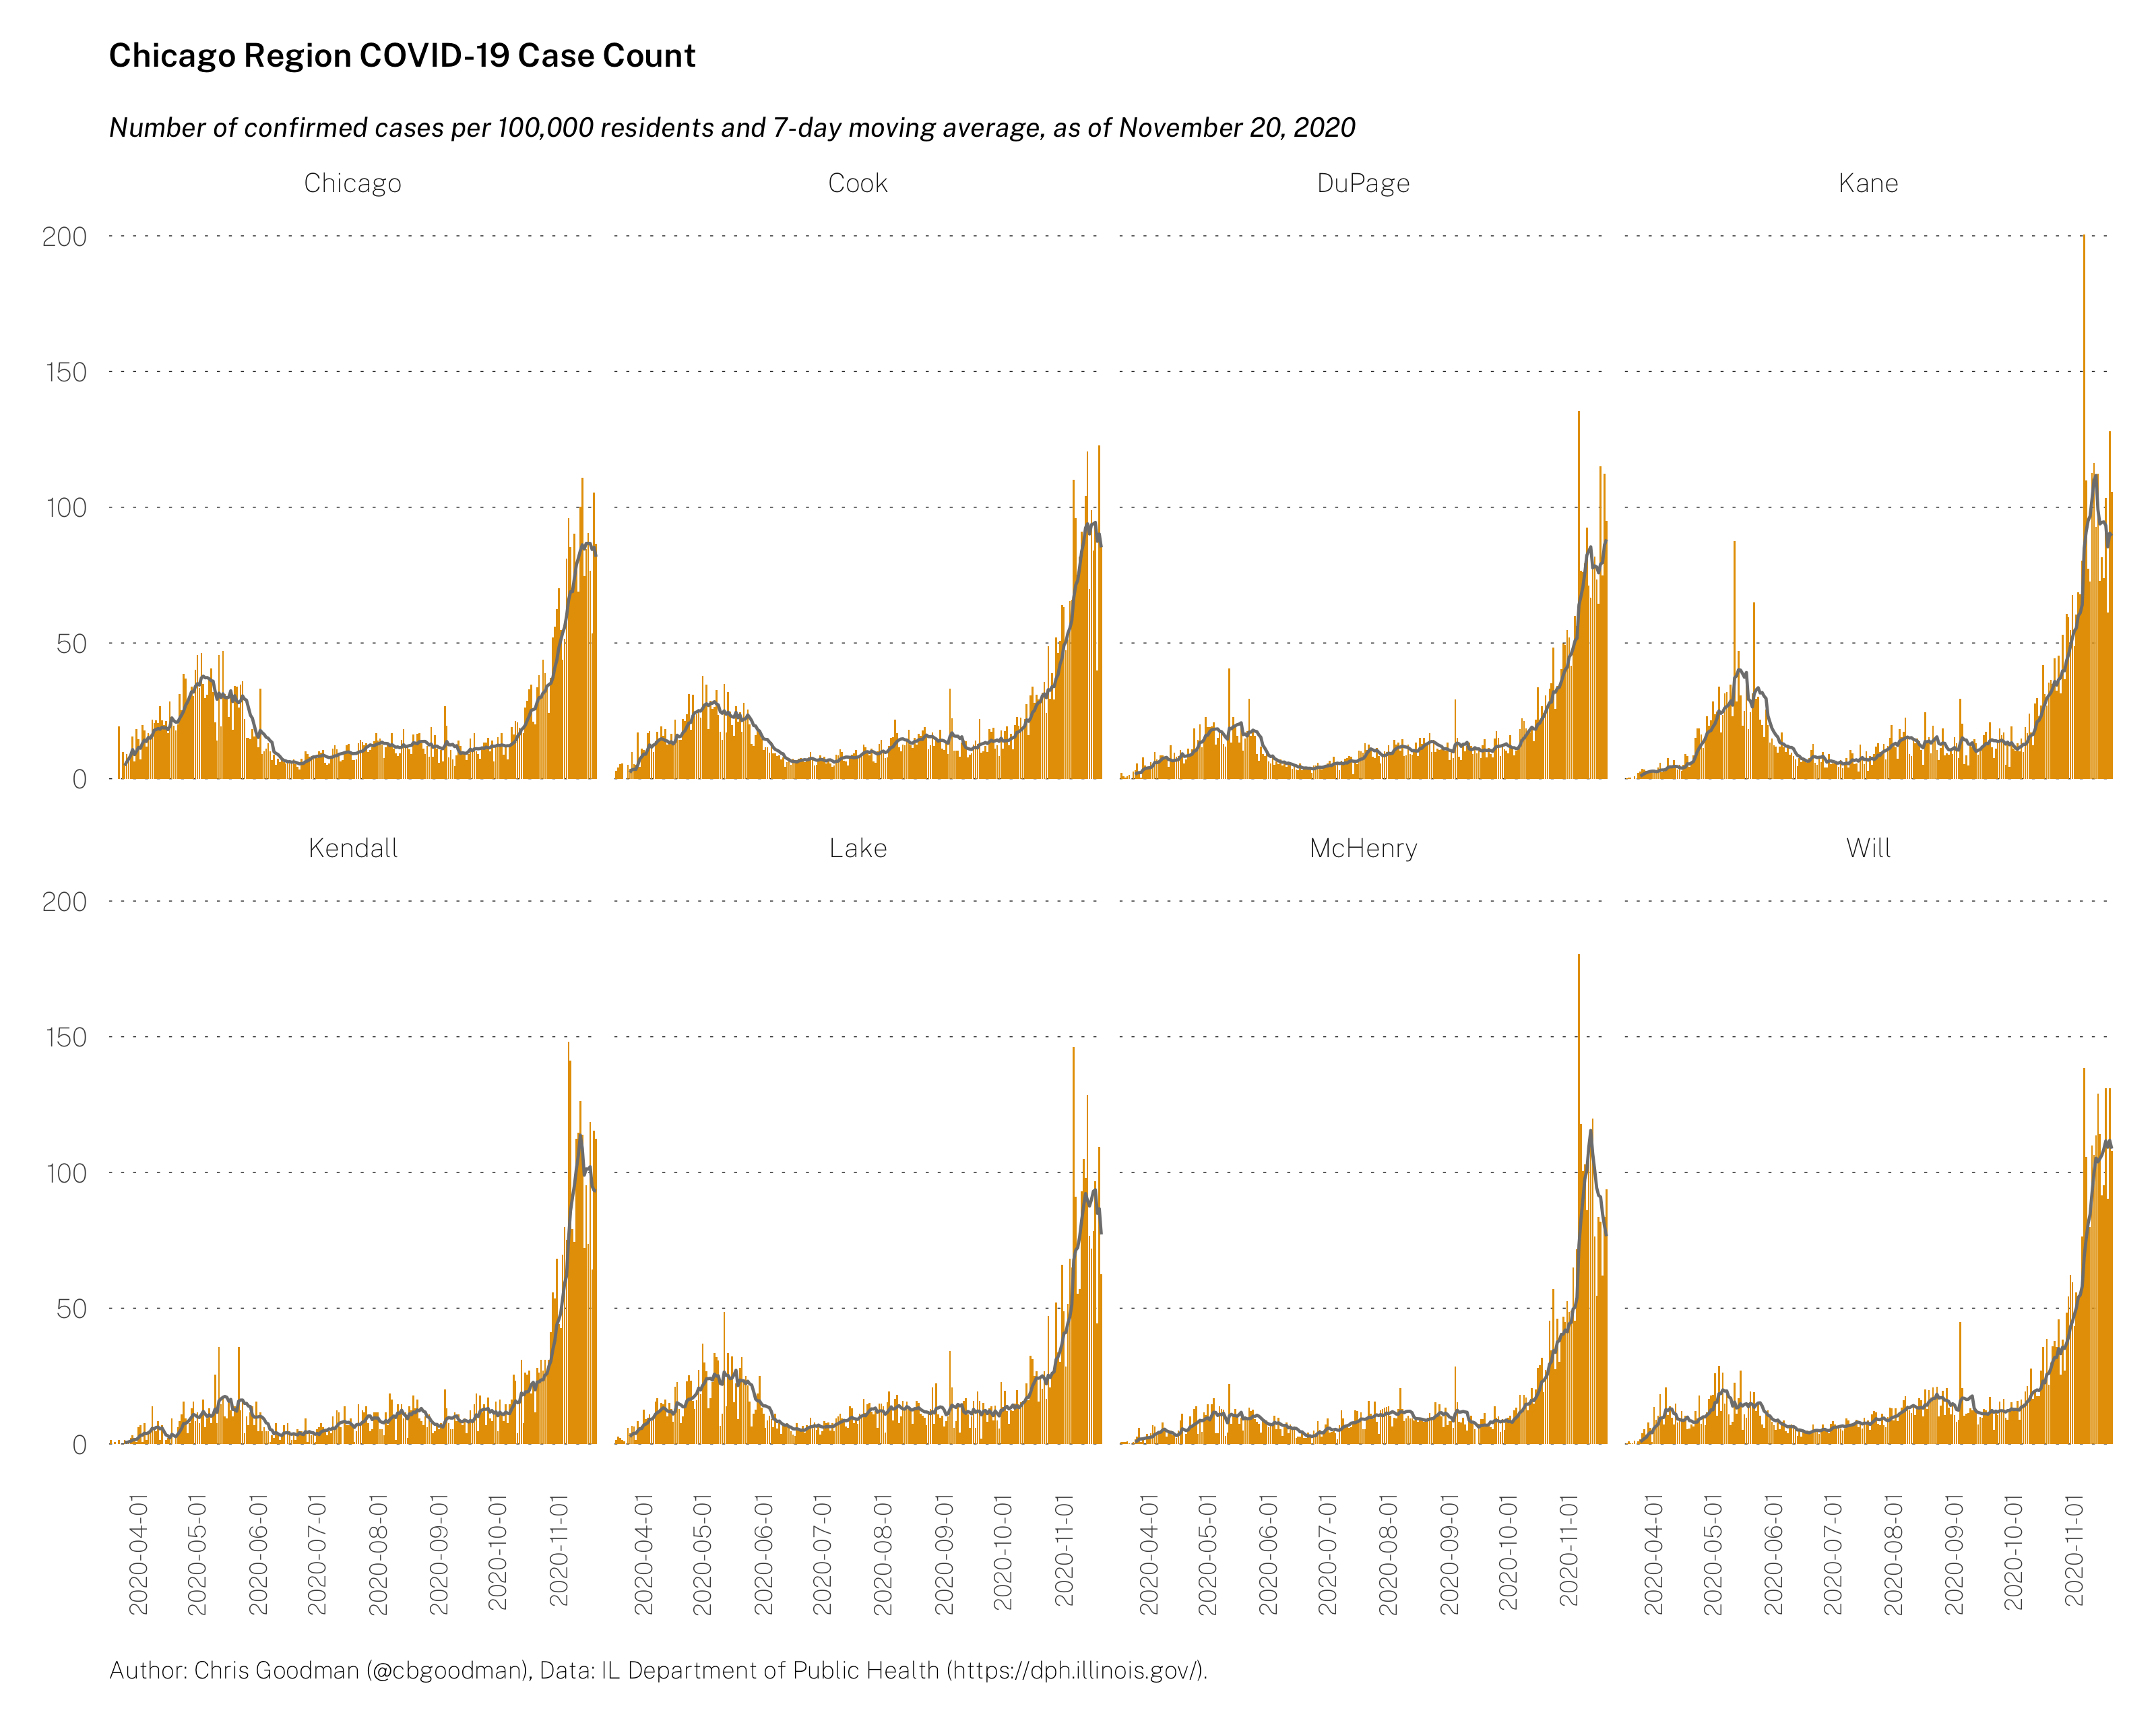 Chicago Region COVID-19 Case Count
Number of confirmed cases per 100,000 residents and 7-day moving average, as of November 20, 2020
Chicago Cook DuPage Kane
200
150
100
50
0
Kendall Lake McHenry Will
200
150
100
50
0
2020-04-01 2020-05-01 2020-06-01 2020-07-01 2020-08-01 2020-09-01 2020-10-01 2020-11-01 2020-04-01 2020-05-01 2020-06-01 2020-07-01 2020-08-01 2020-09-01 2020-10-01 2020-11-01 2020-04-01 2020-05-01 2020-06-01 2020-07-01 2020-08-01 2020-09-01 2020-10-01 2020-11-01 2020-04-01 2020-05-01 2020-06-01 2020-07-01 2020-08-01 2020-09-01 2020-10-01 2020-11-01
Author: Chris Goodman (@cbgoodman), Data: IL Department of Public Health (https://dph.illinois.gov/).